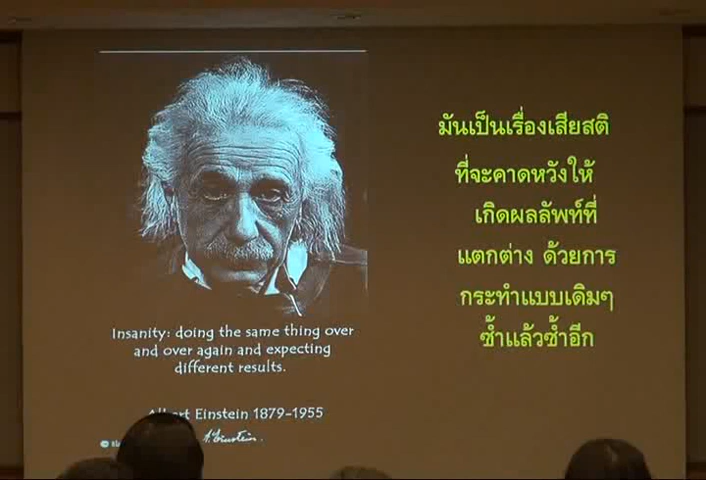 Insanity: doing the same thing over
and over again and expecting
different results.
Albert Einstein 1879-1955
A. Einstein.
มันเป็นเรื่องเสียสติ
ที่จะคาดหวังให้
เกิดผลลัพท์ที่
แตกต่าง ด้วยการ
กระทำแบบเดิมๆ
ซ้ำแล้วซ้ำอีก